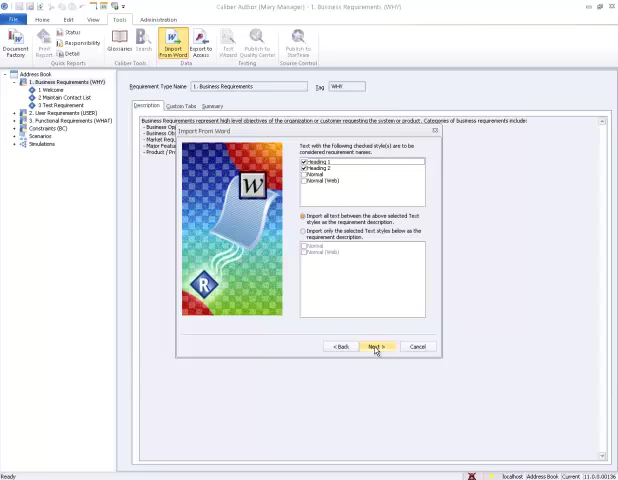 Caliber Author (Mary Manager) - 1. Business Requirements (WHY)
File Home Edit View Tools Administration
Document Factory
Print Report
Status
Responsibility
Detail
Quick Reports
Glossaries
Search
Caliber Tools
Import From Word
Export to Access
Data
Test Wizard
Publish to Quality Center
Testing
Publish to StarTeam
Source Control
Address Book
1. Business Requirements (WHY)
1 Welcome
2 Maintain Contact List
3 Test Requirement
2. User Requirements (USER)
3. Functional Requirements (WHAT)
Constraints (BC)
Scenarios
Simulations
Requirement Type Name 1. Business Requirements Tag WHY
Description Custom Tabs Summary
Business Requirements represent high level objectives of the organization or customer requesting the system or product. Categories of business requirements include:
- Business Op
- Business Ob
- Market Requ
- Major Featu
- Product / Pr
Import From Word
W
R
Text with the following checked style(s) are to be
considered requirement names.
Heading 1
Heading 2
Normal
Normal (Web)
Import all text between the above selected Text
styles as the requirement description.
Import only the selected Text styles below as the
requirement description.
Normal
Normal (Web)
< Back Next > Cancel
Ready localhost Address Book Current 11.0.0.00136